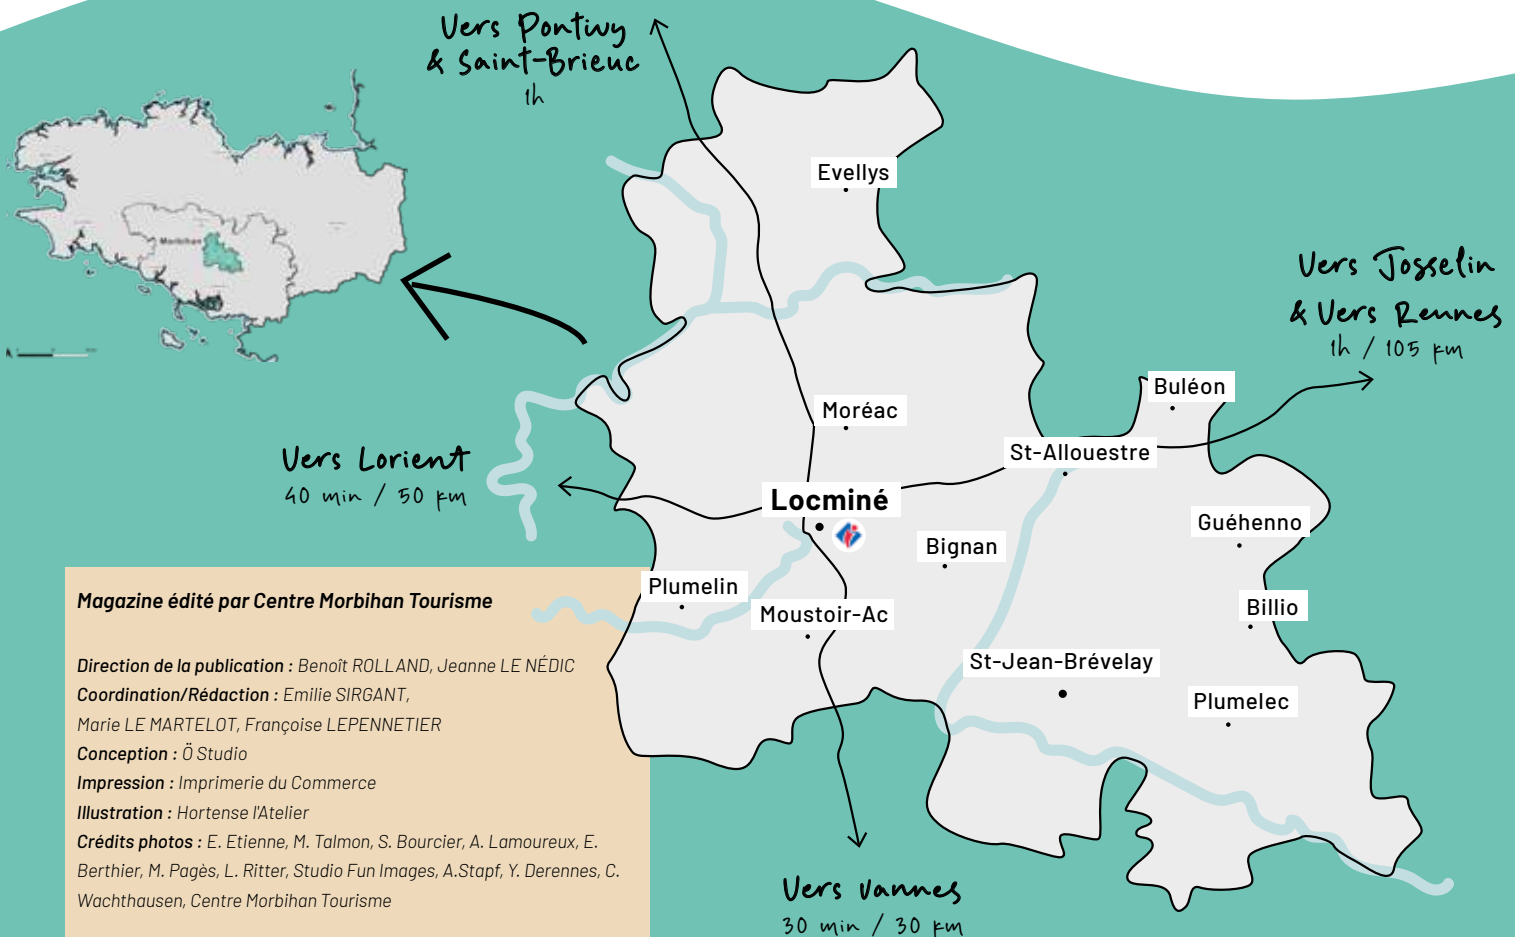 Vers Pontivy
& Saint-Brieuc
1h
Evellys
Morbihan
Vers Josselin
& Vers Rennes
1h / 105 km
Buléon
Moréac
St-Allouestre
Vers Lorient
40 min / 50 km
Locminé
Guéhenno
Bignan
Plumelin
Billio
Moustoir-Ac
St-Jean-Brévelay
Plumelec
Magazine édité par Centre Morbihan Tourisme
Direction de la publication : Benoît ROLLAND, Jeanne LE NÉDIC
Coordination/Rédaction : Emilie SIRGANT,
Marie LE MARTELOT, Françoise LEPENNETIER
Conception : Ö Studio
Impression : Imprimerie du Commerce
Illustration : Hortense l'Atelier
Crédits photos : E. Etienne, M. Talmon, S. Bourcier, A. Lamoureux, E.
Berthier, M. Pagès, L. Ritter, Studio Fun Images, A.Stapf, Y. Derennes, C.
Wachthausen, Centre Morbihan Tourisme
Vers Vannes
30 min / 30 km